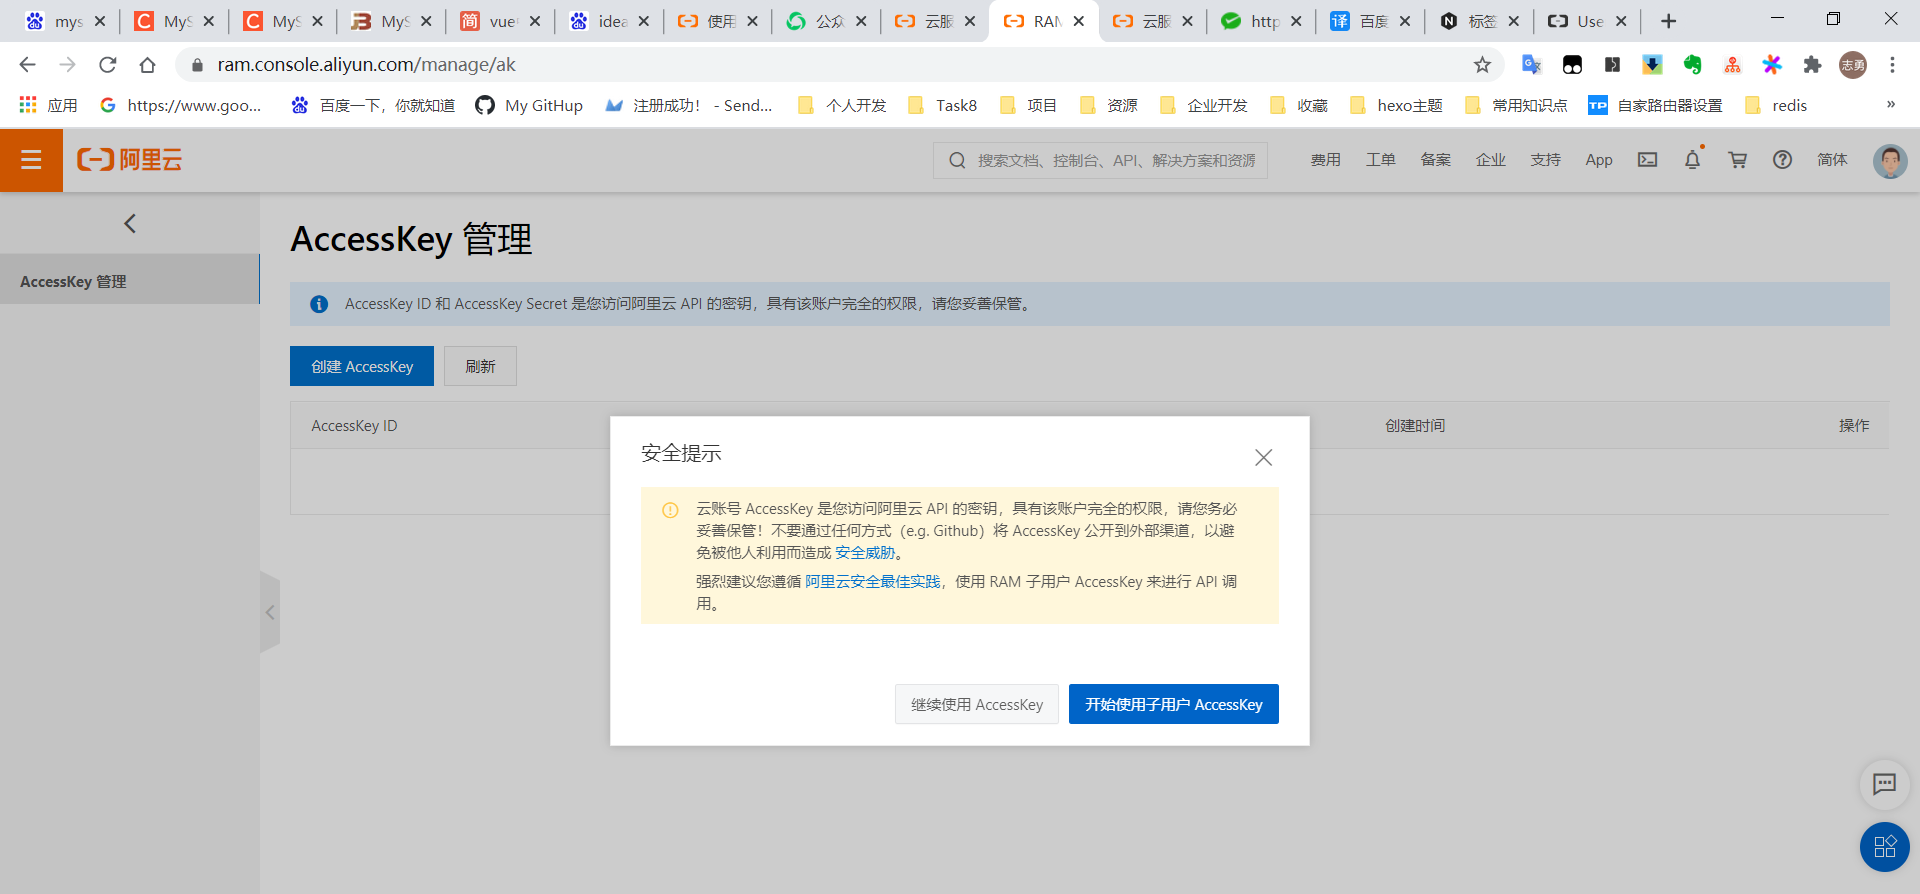 mys
MyS
MyS
MyS
vue
idea
使用
公众
云服
RAM
云服
http
百度
标签
Use
ram.console.aliyun.com/manage/ak
志勇
应用
https://www.goo...
百度一下，你就知道
My GitHup
注册成功！ - Send...
个人开发
Task8
项目
资源
企业开发
收藏
hexo主题
常用知识点
TP
自家路由器设置
redis
»
阿里云
搜索文档、控制台、API、解决方案和资源
费用
工单
备案
企业
支持
App
简体
AccessKey 管理
AccessKey 管理
AccessKey ID 和 AccessKey Secret 是您访问阿里云 API 的密钥，具有该账户完全的权限，请您妥善保管。
创建 AccessKey
刷新
AccessKey ID
创建时间
操作
安全提示
云账号 AccessKey 是您访问阿里云 API 的密钥，具有该账户完全的权限，请您务必
妥善保管！不要通过任何方式（e.g. Github）将 AccessKey 公开到外部渠道，以避
免被他人利用而造成 安全威胁。
强烈建议您遵循 阿里云安全最佳实践，使用 RAM 子用户 AccessKey 来进行 API 调
用。
继续使用 AccessKey
开始使用子用户 AccessKey